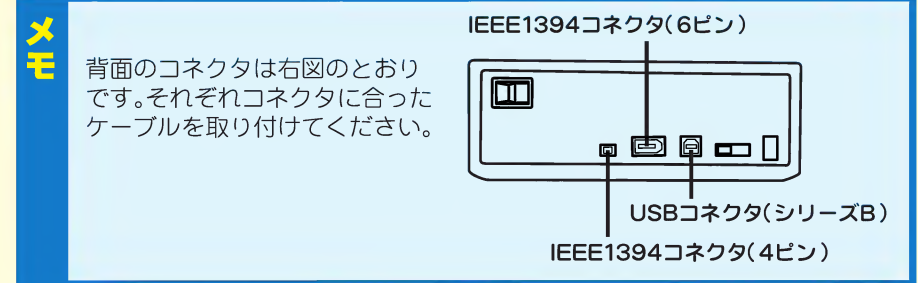 メモ
背面のコネクタは右図のとおり
です。それぞれコネクタに合った
ケーブルを取り付けてください。
IEEE1394コネクタ(6ピン)
USBコネクタ(シリーズB)
IEEE1394コネクタ(4ピン)